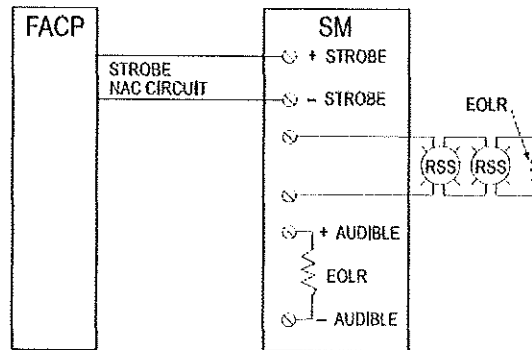 FACP
SM
+ STROBE
STROBE
NAC CIRCUIT
− STROBE
EOLR
RSS RSS
+ AUDIBLE
EOLR
− AUDIBLE